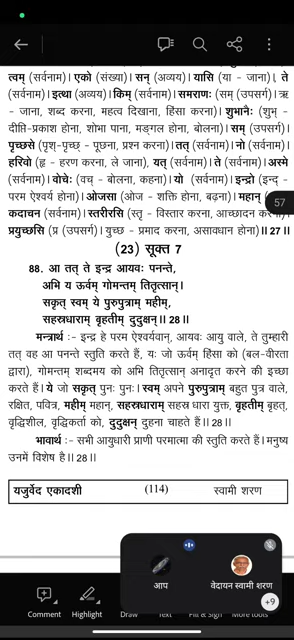 त्वम् (सर्वनाम)। एको (संख्या)। सन् (अव्यय)। यासि (या - जाना)। ते
(सर्वनाम)। इत्था (अव्यय)। किम् (सर्वनाम)। समराणः (सम् (उपसर्ग)। ऋ
- जाना, शब्द करना, महत्व दिखाना, हिंसा करना)। शुभानैः (शुभ्-
दीप्ति-प्रकाश होना, शोभा पाना, मङ्गल होना, बोलना)। सम् (उपसर्ग)।
पृच्छसे (पृश्-पृच्छ् - पूछना, प्रश्न करना)। तत् (सर्वनाम)। नो (सर्वनाम)।
हरिवो (हृ - हरण करना, ले जाना), यत् (सर्वनाम)। ते (सर्वनाम)। अस्मे
(सर्वनाम)। वोचेः (वच् - बोलना, कहना)। यो (सर्वनाम)। इन्द्रो (इन्द-
परम ऐश्वर्य होना)। ओजसा (ओज - शक्ति होना, बढ़ना)। महान्
57
कदाचन (सर्वनाम)। स्तरीरसि (स्तृ - विस्तार करना, आच्छादन करना)।
प्रयुच्छसि (प्र (उपसर्ग)। युच्छ - प्रमाद करना, असावधान होना)॥ 27॥
(23) सूक्त 7
88. आ तत् ते इन्द्र आयवः पनन्ते,
अभि य ऊर्वम् गोमन्तम् तितृत्सान्।
सकृत् स्वम् ये पुरुपुत्राम् महीम्,
सहस्रधाराम् बृहतीम् दुदुक्षन्॥ 28॥
मन्त्रार्थ :- इन्द्र हे परम ऐश्वर्यवान्, आयवः आयु वाले, ते तुम्हारी
तत् वह आ पनन्ते स्तुति करते हैं, यः जो ऊर्वम् हिंसा को (बल-वीरता
द्वारा), गोमन्तम् शब्दमय को अभि तितृत्सान् अनादृत करने की इच्छा
करते हैं। ये जो सकृत् पुनः पुनः। स्वम् अपने पुरुपुत्राम् बहुत पुत्र वाले,
रक्षित, पवित्र, महीम् महान्, सहस्रधाराम् सहस्र धारा युक्त, बृहतीम् बृहत्,
वृद्धिशील, वृद्धिकर्ता को, दुदुक्षन् दुहना चाहते हैं॥ 28॥
भावार्थ :- सभी आयुधारी प्राणी परमात्मा की स्तुति करते हैं। मनुष्य
उनमें विशेष है॥ 28॥
यजुर्वेद एकादशी (114) स्वामी शरण
आप
वेदायन स्वामी शरण
+9
Comment Highlight Draw Text Fill & Sign More tools